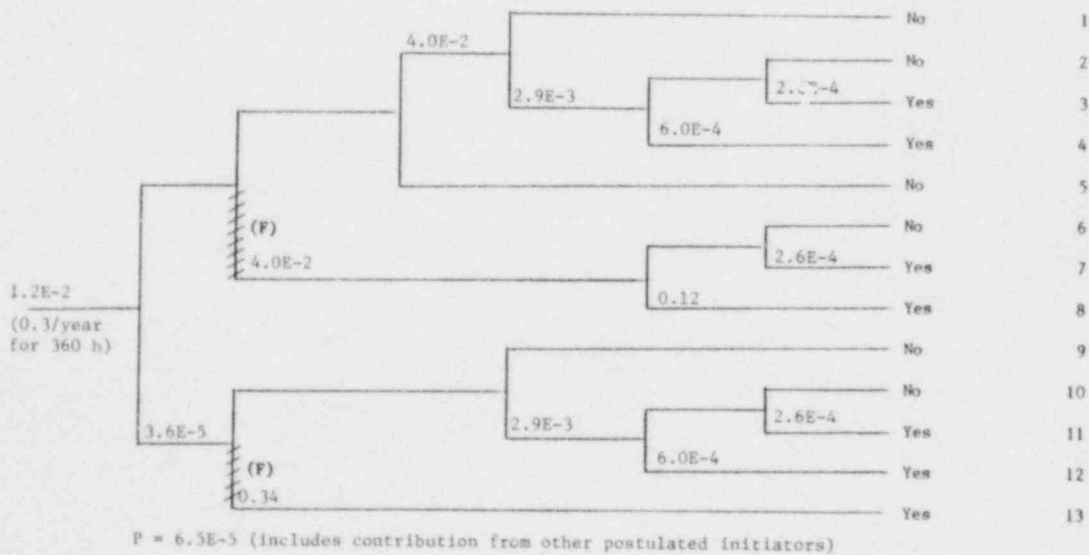 No 1
4.0E-2
No 2
2.9E-3
Yes 3
6.0E-4
Yes 4
No 5
(F)
No 6
4.0E-2
2.6E-4
Yes 7
1.2E-2
0.12
Yes 8
(0.3/year
for 360 h)
No 9
No 10
3.6E-5
2.9E-3
2.6E-4
Yes 11
(F)
6.0E-4
Yes 12
0.34
Yes 13
P = 6.5E-5 (includes contribution from other postulated initiators)